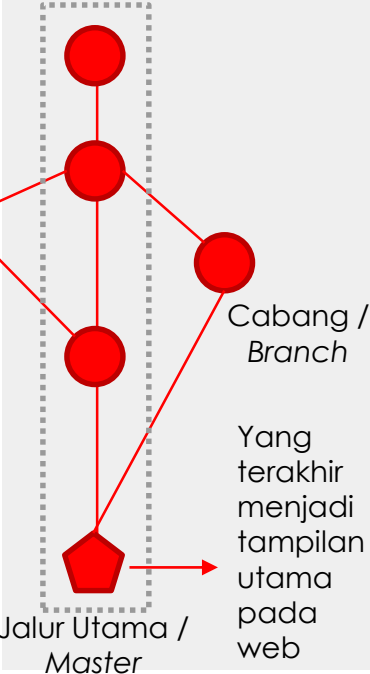 Cabang /
Branch
Yang
terakhir
menjadi
tampilan
utama
pada
web
Jalur Utama /
Master